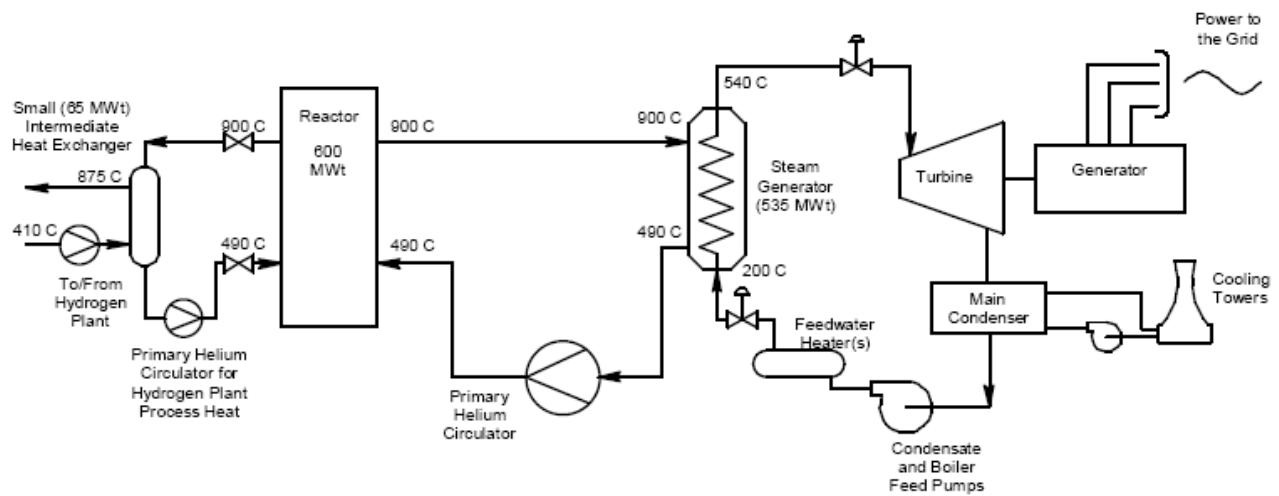 Power to
the Grid
540 C
Small (65 MWt)
Intermediate
Heat Exchanger
900 C
Reactor
600
MWt
900 C
900 C
Steam
Generator
(535 MWt)
Turbine
Generator
875 C
410 C
490 C
490 C
490 C
200 C
To/From
Hydrogen
Plant
Primary Helium
Circulator for
Hydrogen Plant
Process Heat
Primary
Helium
Circulator
Feedwater
Heater(s)
Main
Condenser
Cooling
Towers
Condensate
and Boiler
Feed Pumps